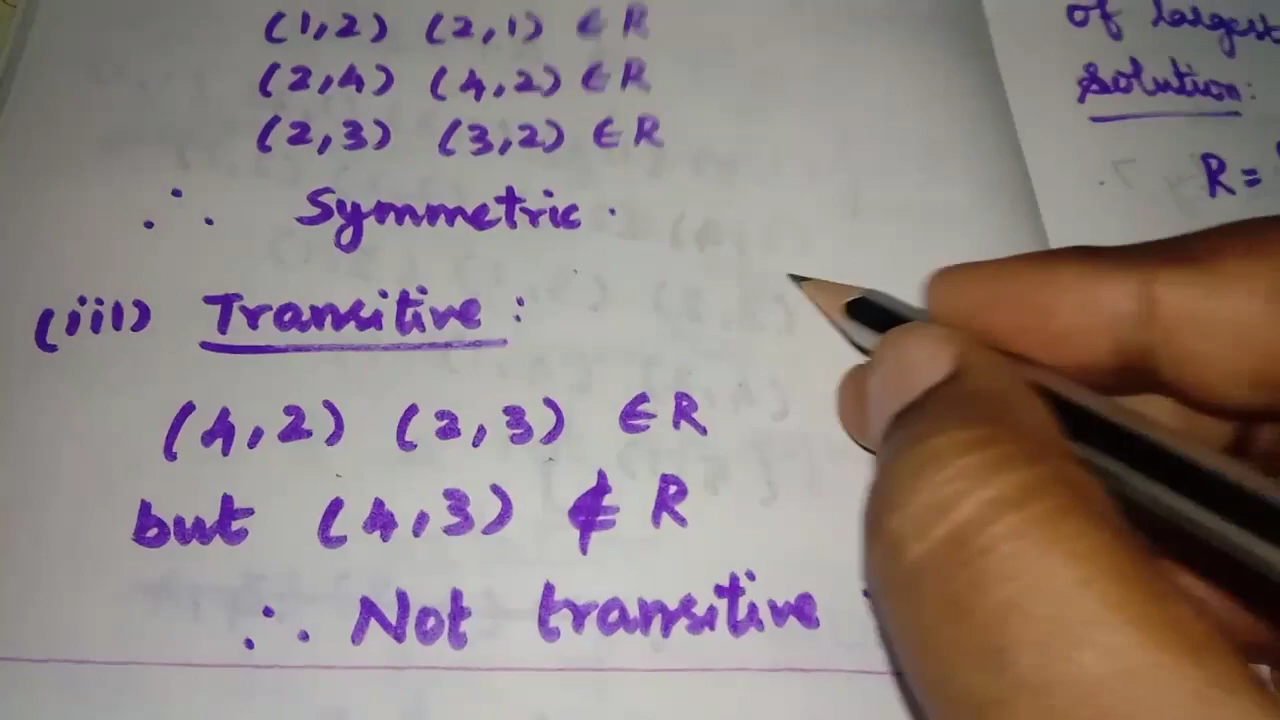 (1,2) (2,1) ∈ R
(2,4) (4,2) ∈ R
(2,3) (3,2) ∈ R
∴ Symmetric.
(iii) Transitive:
(4,2) (2,3) ∈ R
but (4,3) ∉ R
∴ Not transitive
of largest
Solution:
R=